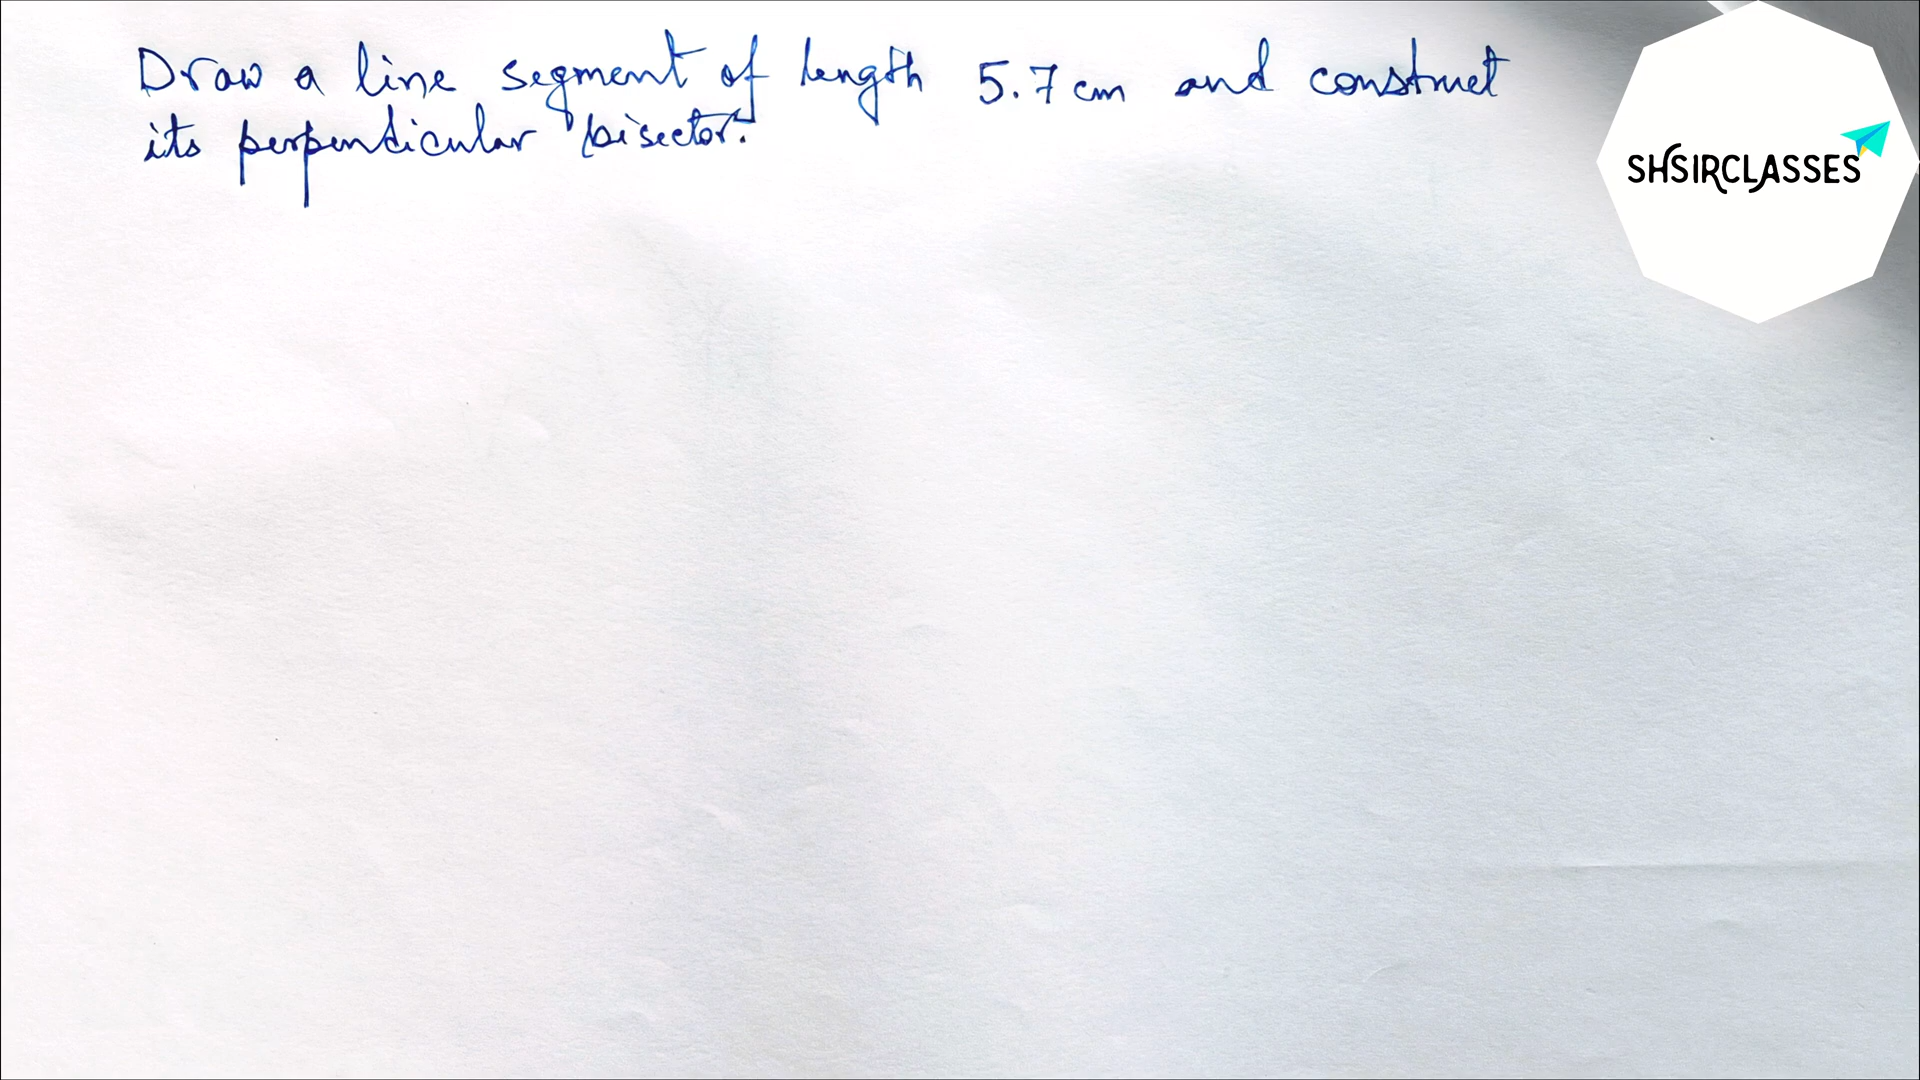 Draw a line segment of length 5.7 cm and construct
its perpendicular bisector.
SHSIRCLASSES